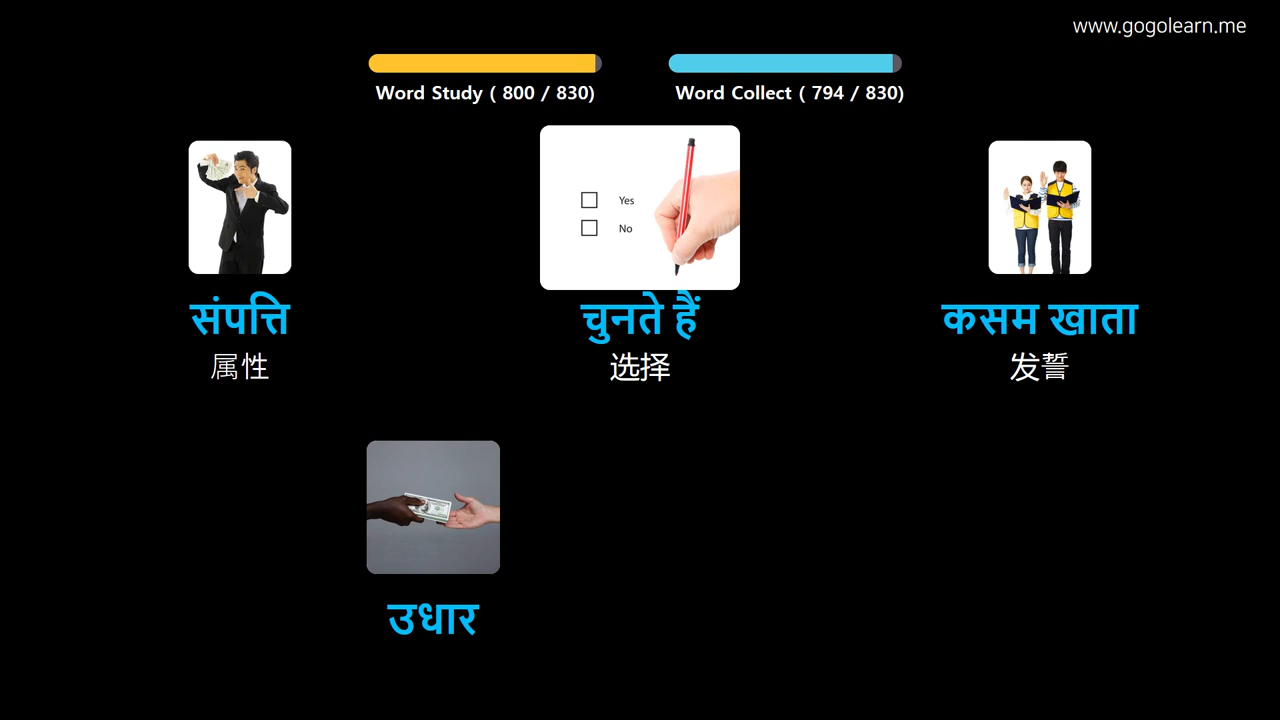 www.gogolearn.me
Word Study ( 800 / 830)
Word Collect ( 794 / 830)
Yes
No
संपत्ति
चुनते हैं
कसम खाता
属性
选择
发誓
उधार